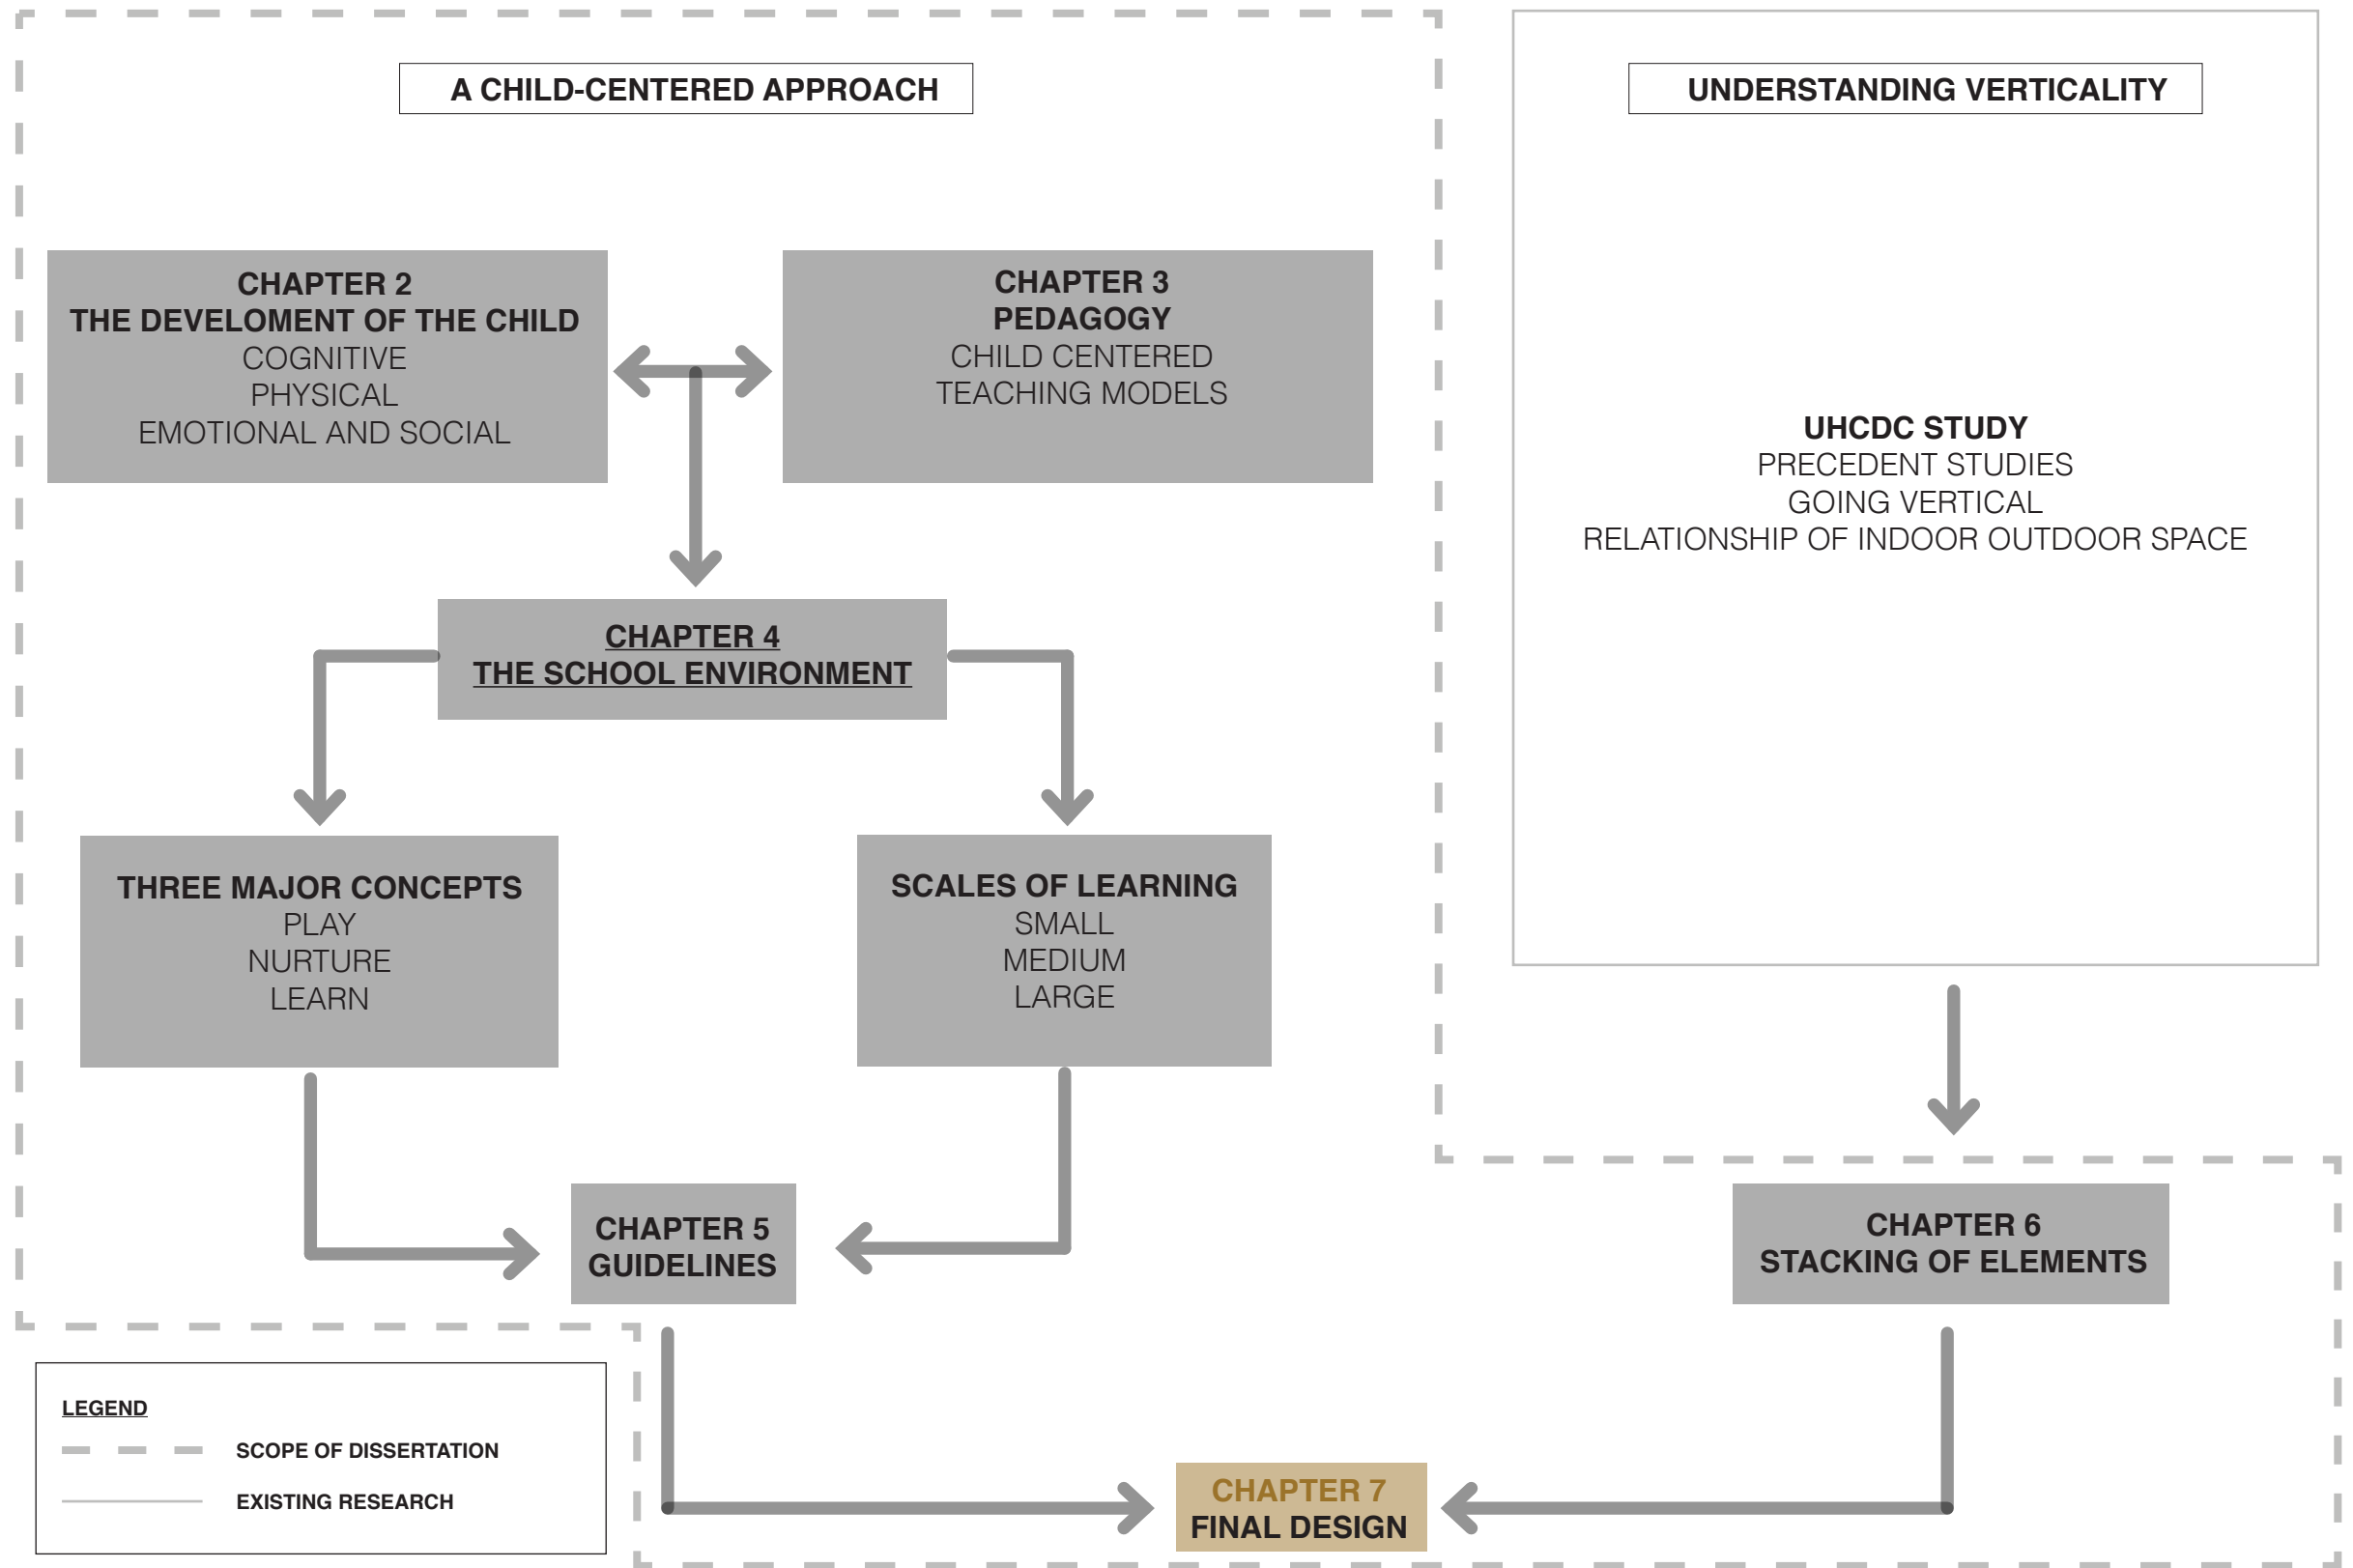 A CHILD-CENTERED APPROACH
UNDERSTANDING VERTICALITY
CHAPTER 2
THE DEVELOMENT OF THE CHILD
COGNITIVE
PHYSICAL
EMOTIONAL AND SOCIAL
CHAPTER 3
PEDAGOGY
CHILD CENTERED
TEACHING MODELS
UHCDC STUDY
PRECEDENT STUDIES
GOING VERTICAL
RELATIONSHIP OF INDOOR OUTDOOR SPACE
CHAPTER 4
THE SCHOOL ENVIRONMENT
THREE MAJOR CONCEPTS
PLAY
NURTURE
LEARN
SCALES OF LEARNING
SMALL
MEDIUM
LARGE
CHAPTER 5
GUIDELINES
CHAPTER 6
STACKING OF ELEMENTS
LEGEND
SCOPE OF DISSERTATION
EXISTING RESEARCH
CHAPTER 7
FINAL DESIGN